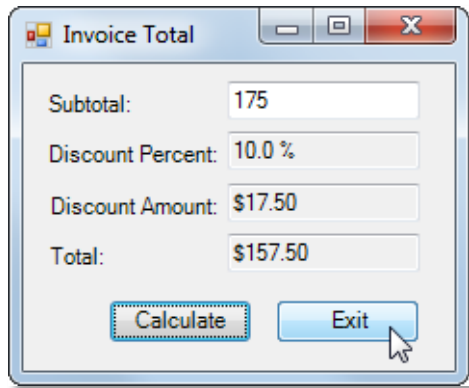 Invoice Total
Subtotal: 175
Discount Percent: 10.0 %
Discount Amount: $17.50
Total: $157.50
Calculate Exit